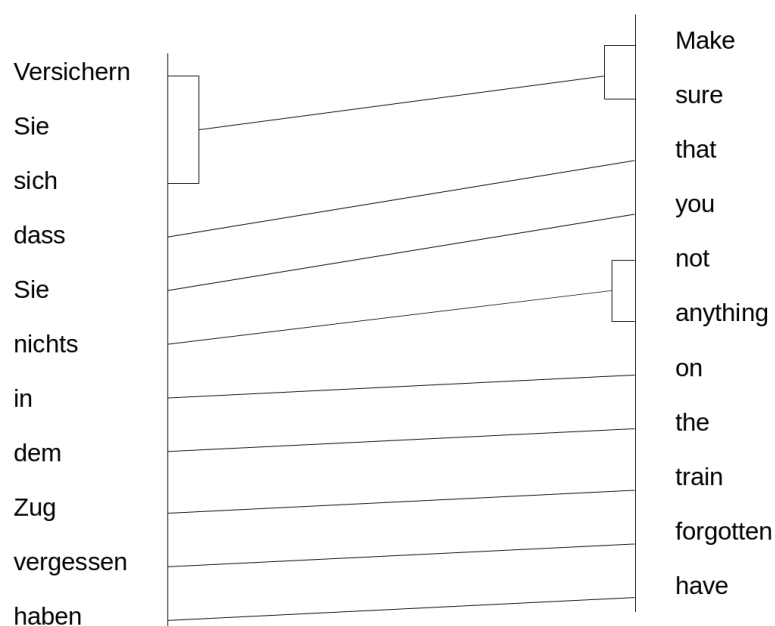 Versichern
Sie
sich
dass
Sie
nichts
in
dem
Zug
vergessen
haben
Make
sure
that
you
not
anything
on
the
train
forgotten
have